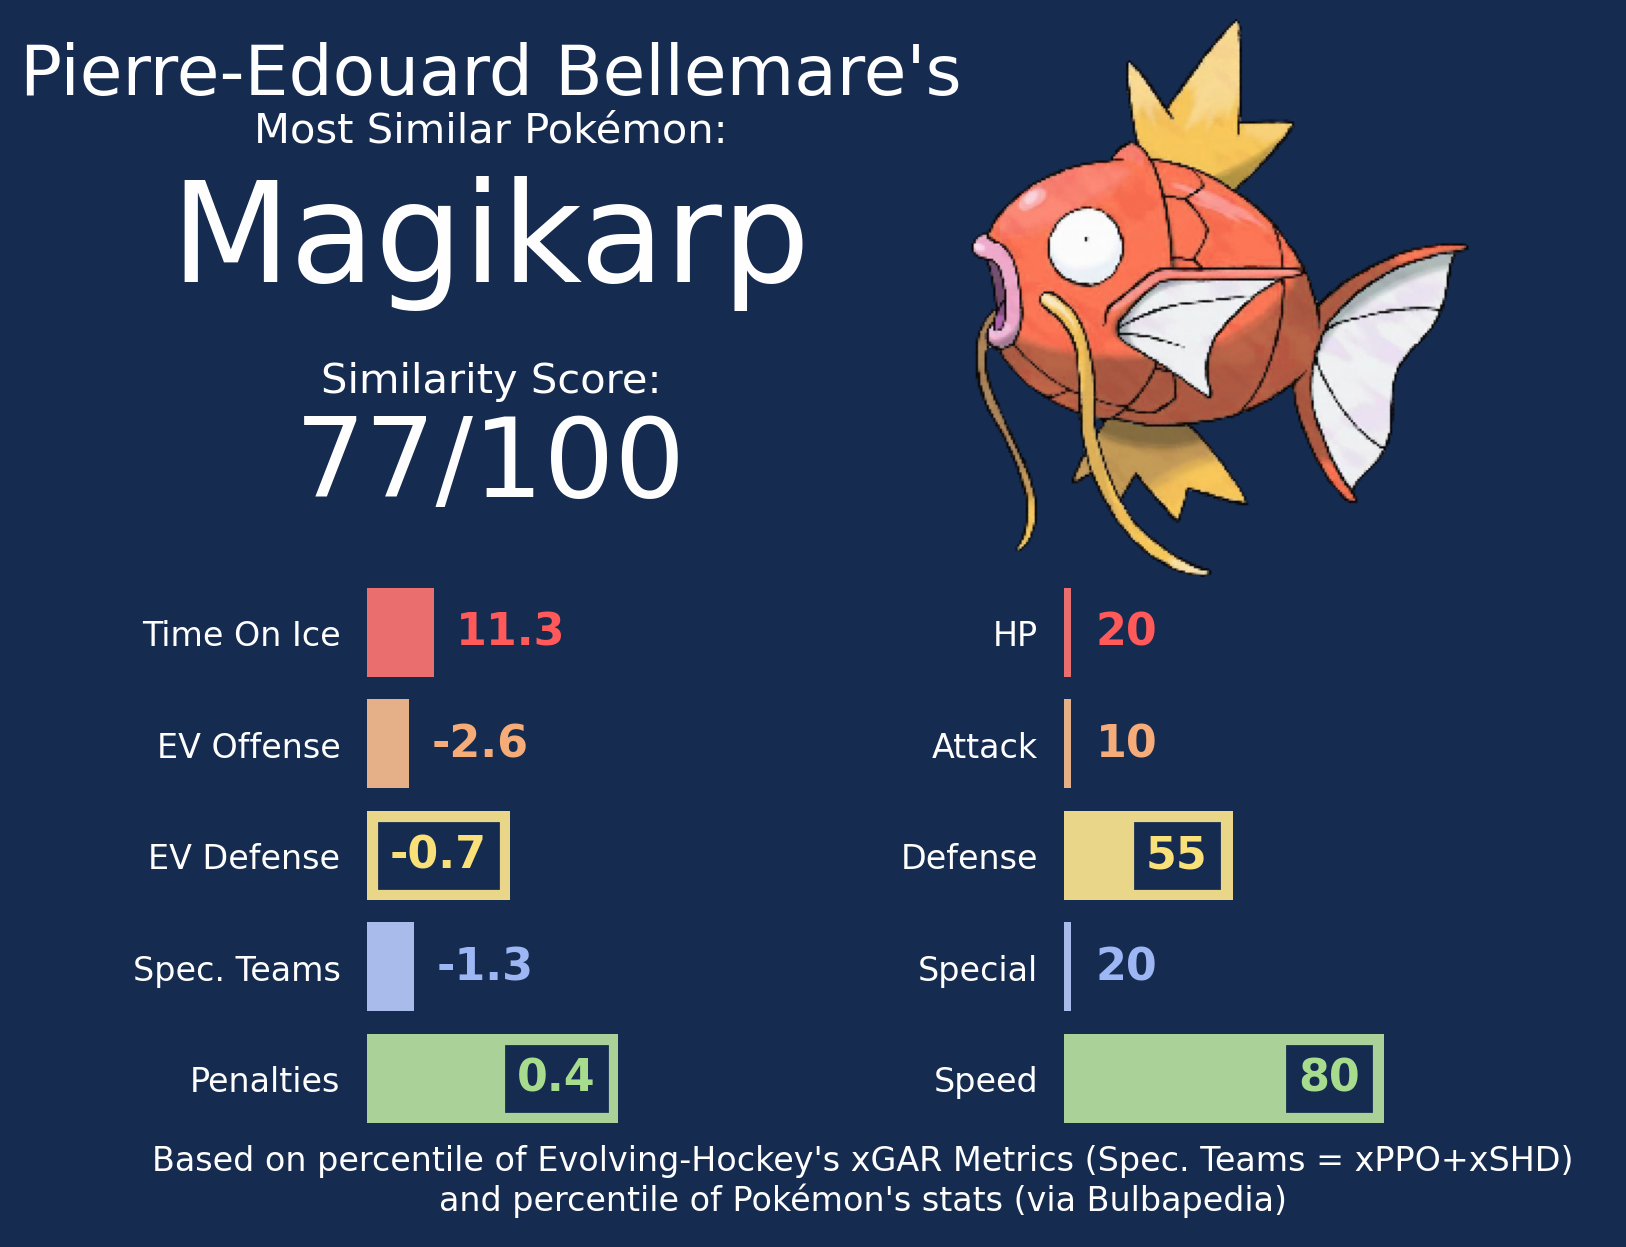 Pierre-Edouard Bellemare's
Most Similar Pokémon:
Magikarp
Similarity Score:
77/100
Time On Ice 11.3
EV Offense -2.6
EV Defense -0.7
Spec. Teams -1.3
Penalties 0.4
HP 20
Attack 10
Defense 55
Special 20
Speed 80
Based on percentile of Evolving-Hockey's xGAR Metrics (Spec. Teams = xPPO+xSHD)
and percentile of Pokémon's stats (via Bulbapedia)